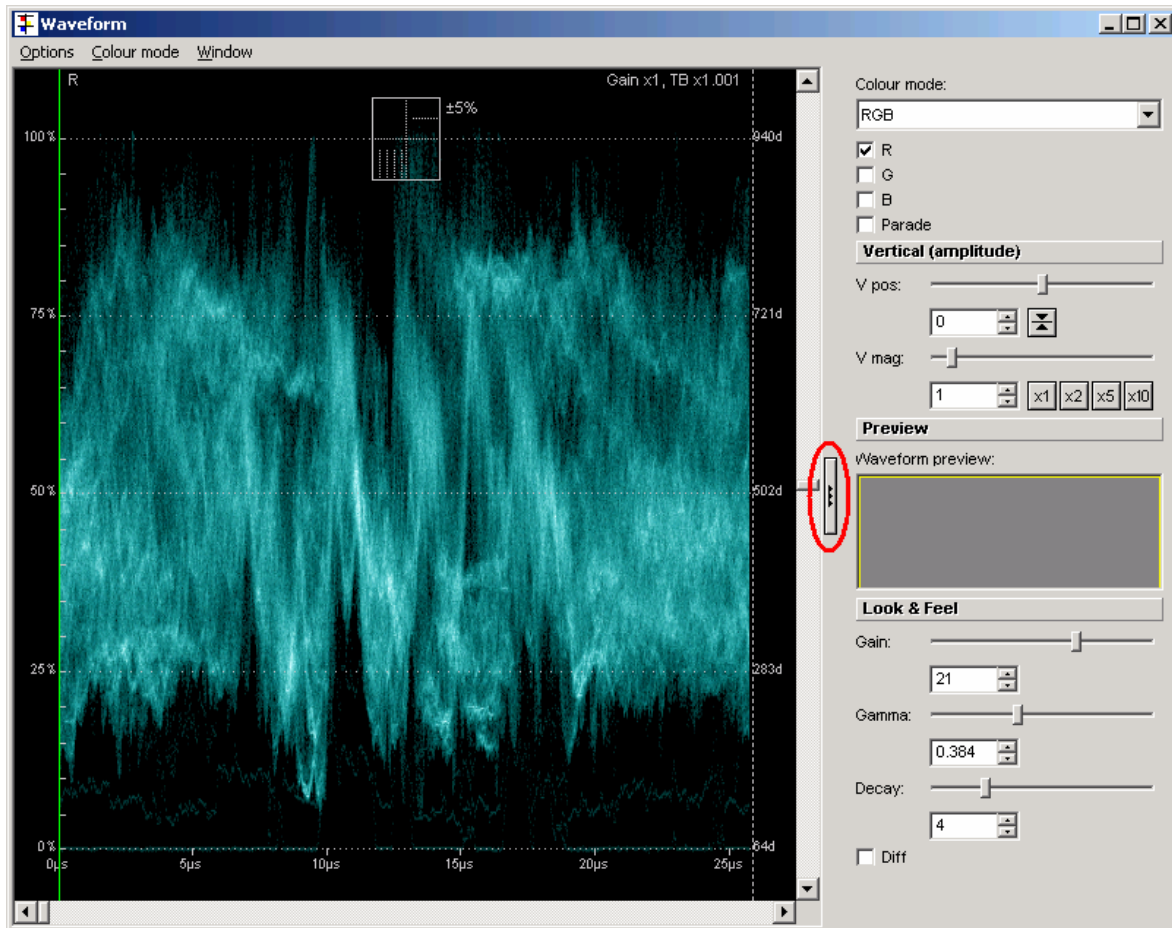 Waveform
Options Colour mode Window
R
Gain x1, TB x1.001
±5%
100%
940d
75%
721d
50%
502d
25%
283d
0%
64d
0µs 5µs 10µs 15µs 20µs 25µs
Colour mode:
RGB
R
G
B
Parade
Vertical (amplitude)
V pos:
0
V mag:
1 x1 x2 x5 x10
Preview
Waveform preview:
Look & Feel
Gain:
21
Gamma:
0.384
Decay:
4
Diff